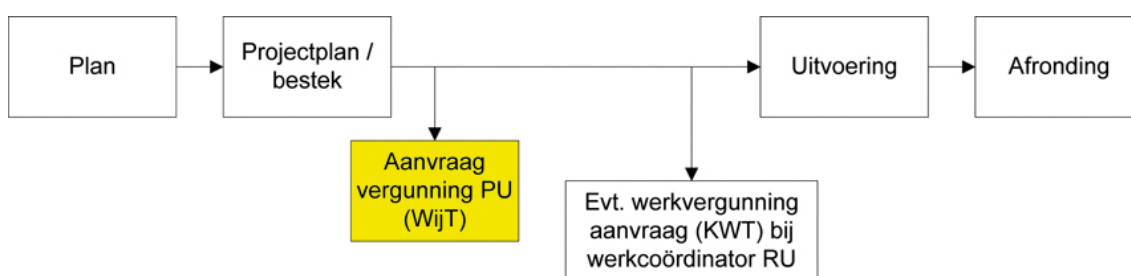 Plan
Projectplan /
bestek
Uitvoering
Afronding
Aanvraag
vergunning PU
(WijT)
Evt. werkvergunning
aanvraag (KWT) bij
werkcoördinator RU